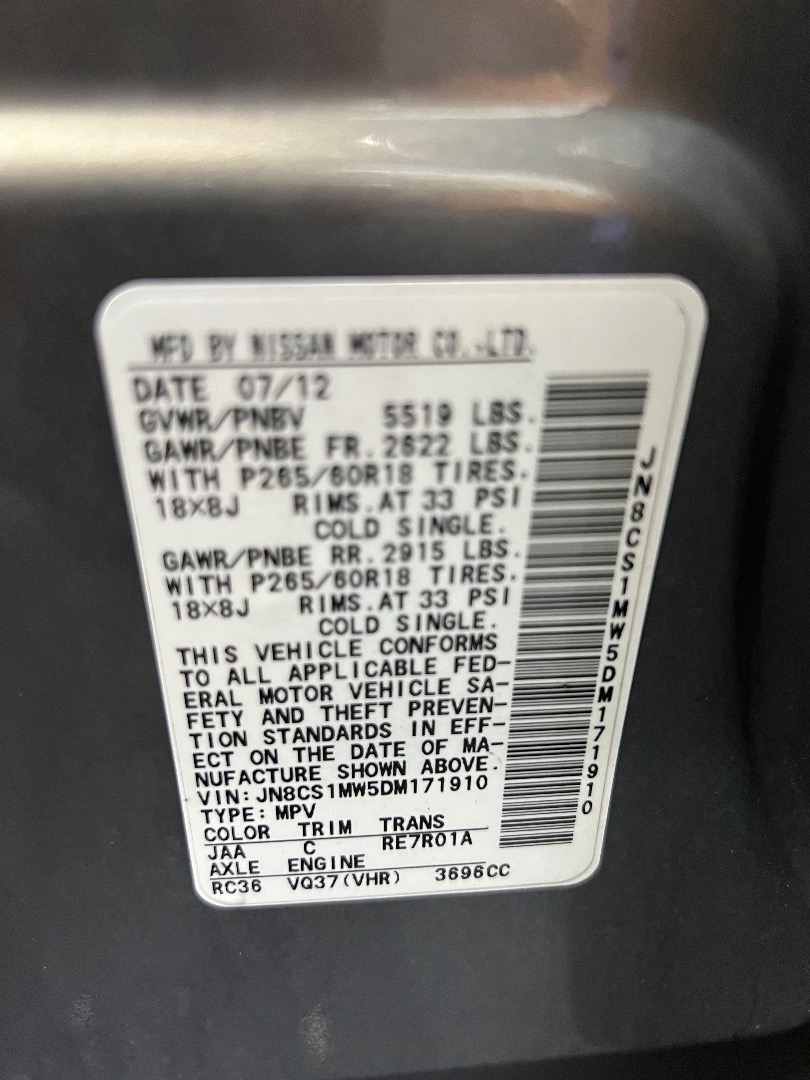 MFD BY NISSAN MOTOR CO.,LTD.
DATE 07/12
GVWR/PNBV 5519 LBS.
GAWR/PNBE FR. 2622 LBS.
WITH P265/60R18 TIRES.
18×8J RIMS.AT 33 PSI
COLD SINGLE.
GAWR/PNBE RR. 2915 LBS.
WITH P265/60R18 TIRES.
18×8J RIMS.AT 33 PSI
COLD SINGLE.
THIS VEHICLE CONFORMS
TO ALL APPLICABLE FED-
ERAL MOTOR VEHICLE SA-
FETY AND THEFT PREVEN-
TION STANDARDS IN EFF-
ECT ON THE DATE OF MA-
NUFACTURE SHOWN ABOVE.
VIN:JN8CS1MW5DM171910
TYPE:MPV
COLOR TRIM TRANS
JAA C RE7R01A
AXLE ENGINE
RC36 VQ37(VHR) 3696CC
JN8CS1MW5DM171910